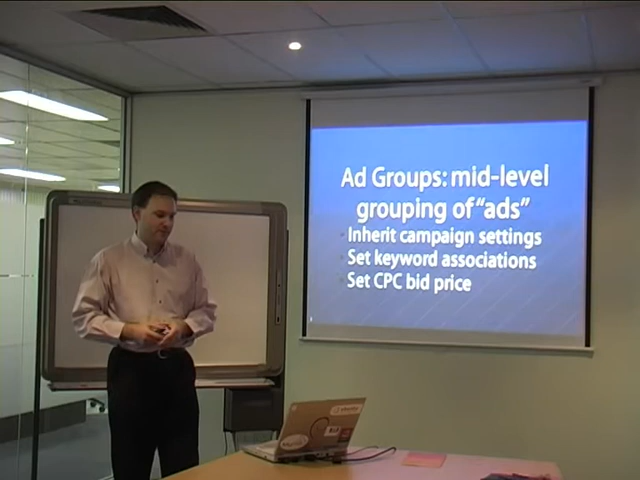 Ad Groups: mid-level
grouping of "ads"
Inherit campaign settings
Set keyword associations
Set CPC bid price